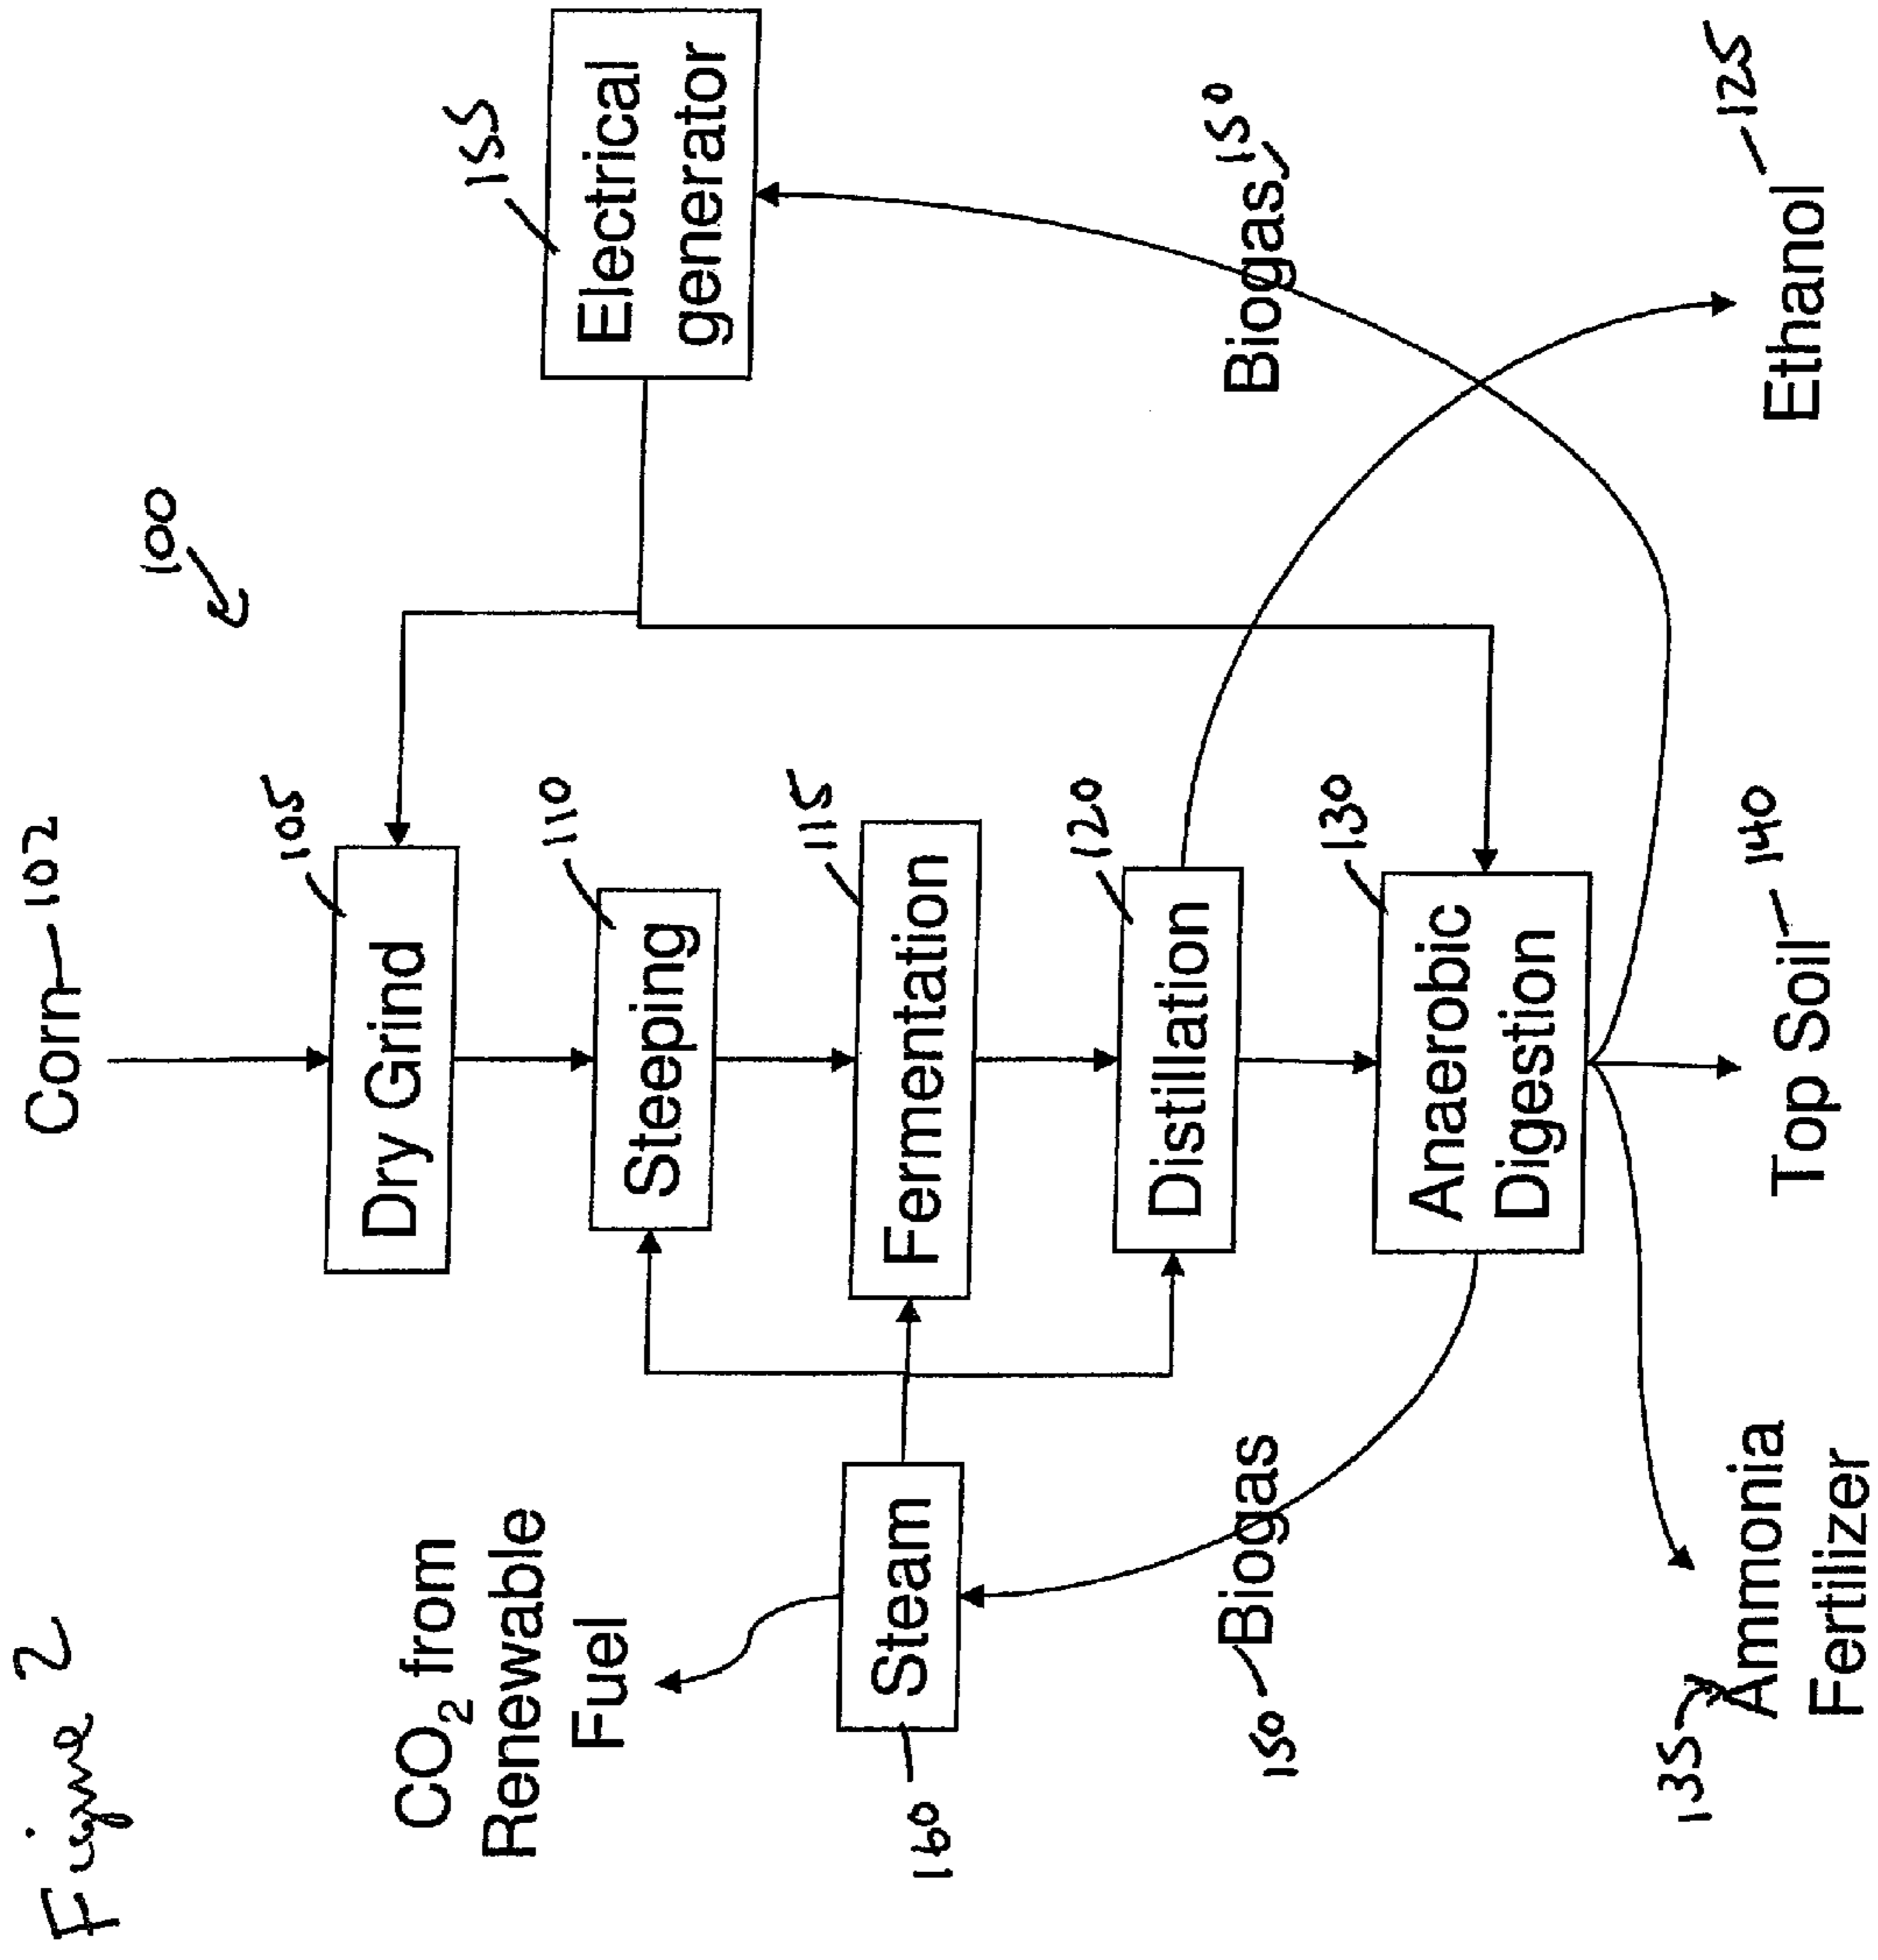 Figure 2
100
Corn 102
105
Dry Grind
110
Steeping
115
Fermentation
120
Distillation
130
Anaerobic
Digestion
155
Electrical
generator
CO2 from
Renewable
Fuel
Steam
160
Biogas
150
Biogas 150
135 Ammonia
Fertilizer
Top Soil 140
Ethanol 125